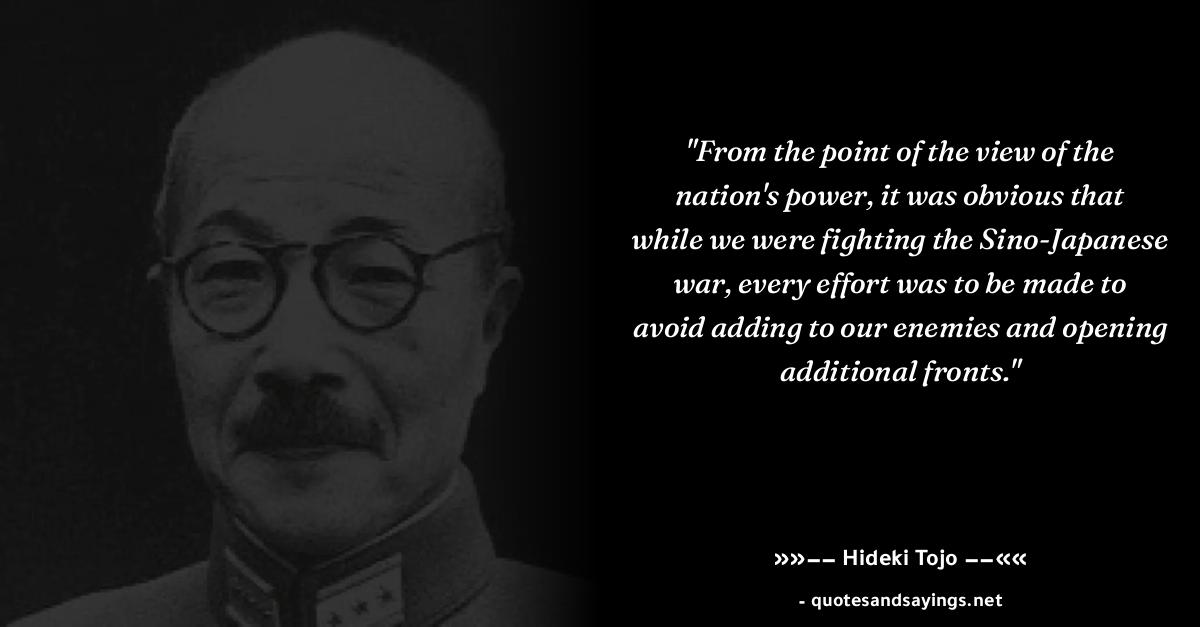 "From the point of the view of the
nation's power, it was obvious that
while we were fighting the Sino-Japanese
war, every effort was to be made to
avoid adding to our enemies and opening
additional fronts."
»»–– Hideki Tojo ––««
- quotesandsayings.net